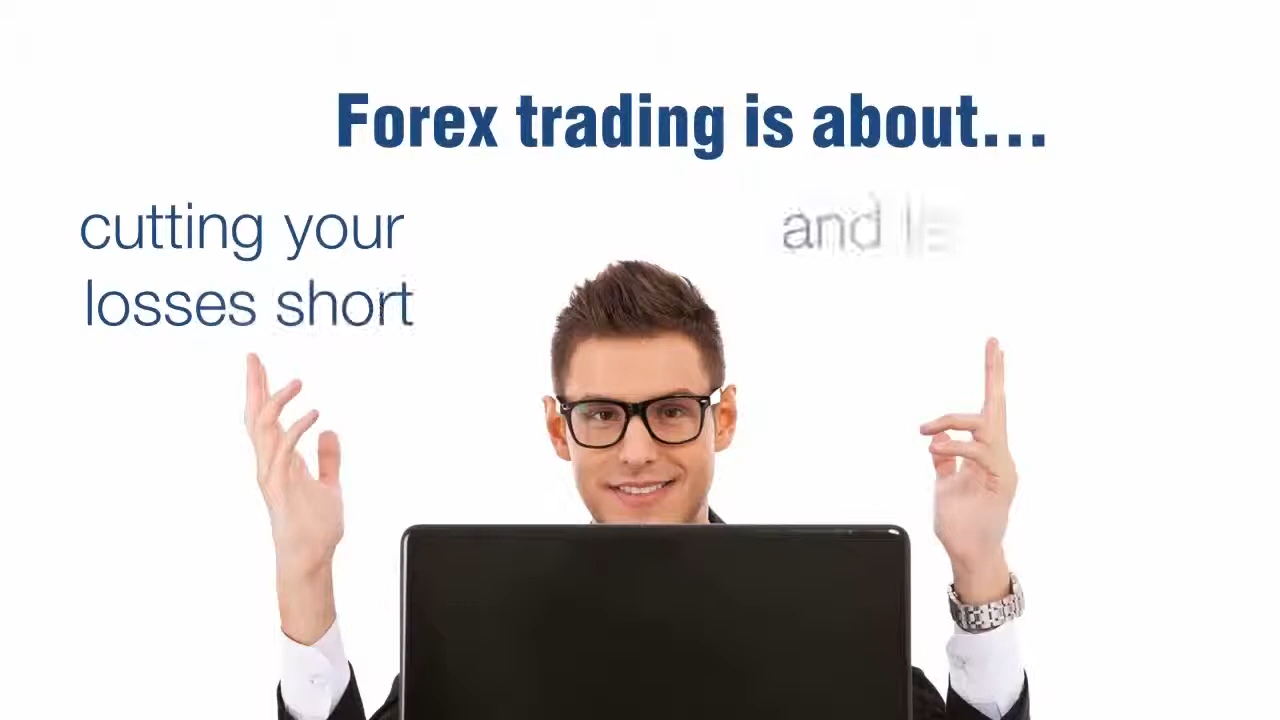 Forex trading is about...
cutting your
losses short
and